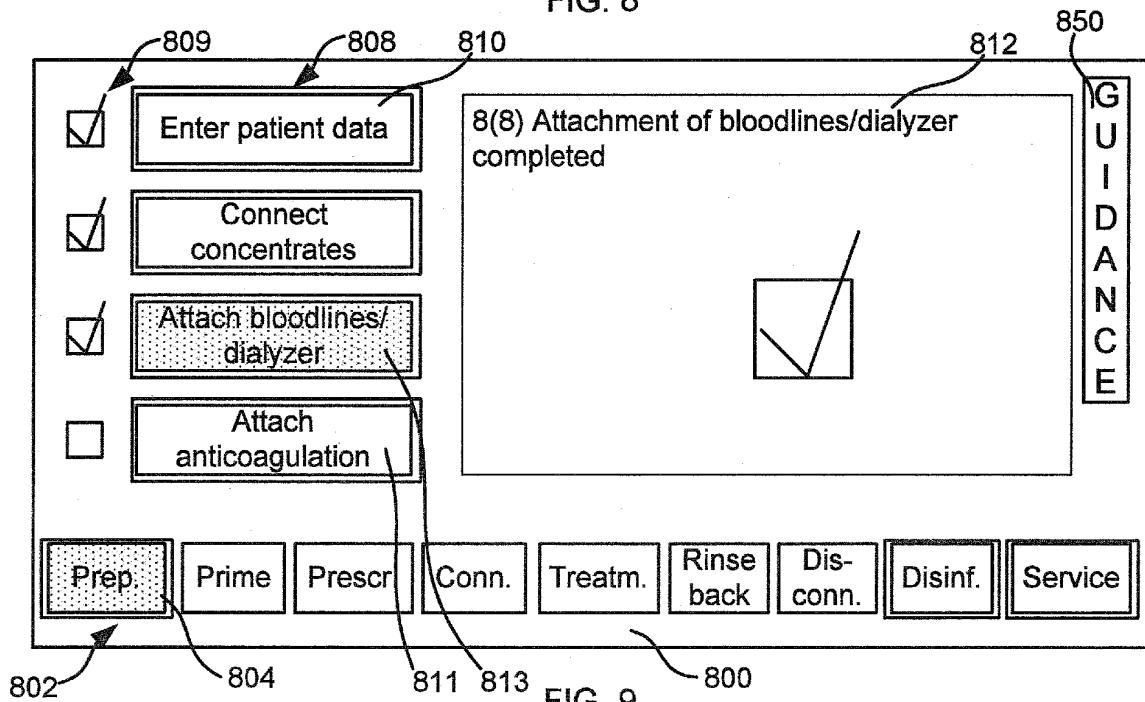 FIG. 8
809
808
810
812
850
Enter patient data
8(8) Attachment of bloodlines/dialyzer
completed
GUIDANCE
Connect
concentrates
Attach bloodlines/
dialyzer
Attach
anticoagulation
Prep.
Prime
Prescr.
Conn.
Treatm.
Rinse
back
Dis-
conn.
Disinf.
Service
802
804
811
813
800
FIG. 9